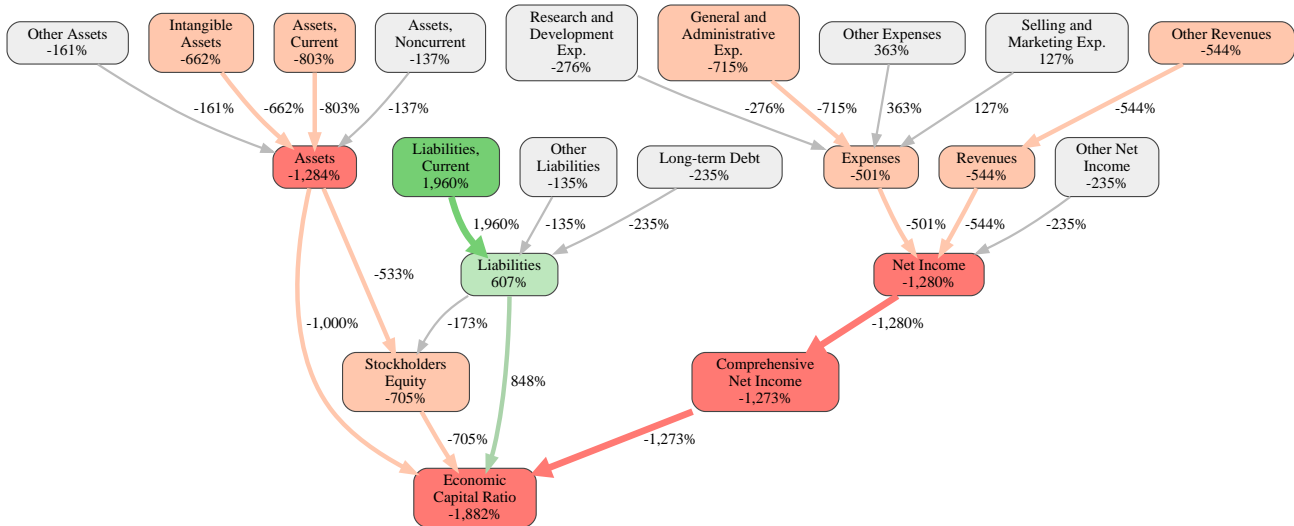 Other Assets
-161%
Intangible
Assets
-662%
Assets,
Current
-803%
Assets,
Noncurrent
-137%
Research and
Development
Exp.
-276%
General and
Administrative
Exp.
-715%
Other Expenses
363%
Selling and
Marketing Exp.
127%
Other Revenues
-544%
-161%
-662%
-803%
-137%
-276%
-715%
363%
127%
-544%
Assets
-1,284%
Liabilities,
Current
1,960%
Other
Liabilities
-135%
Long-term Debt
-235%
Expenses
-501%
Revenues
-544%
Other Net
Income
-235%
1,960%
-135%
-235%
-501%
-544%
-235%
-533%
Liabilities
607%
Net Income
-1,280%
-1,000%
-173%
-1,280%
Stockholders
Equity
-705%
848%
Comprehensive
Net Income
-1,273%
-705%
-1,273%
Economic
Capital Ratio
-1,882%